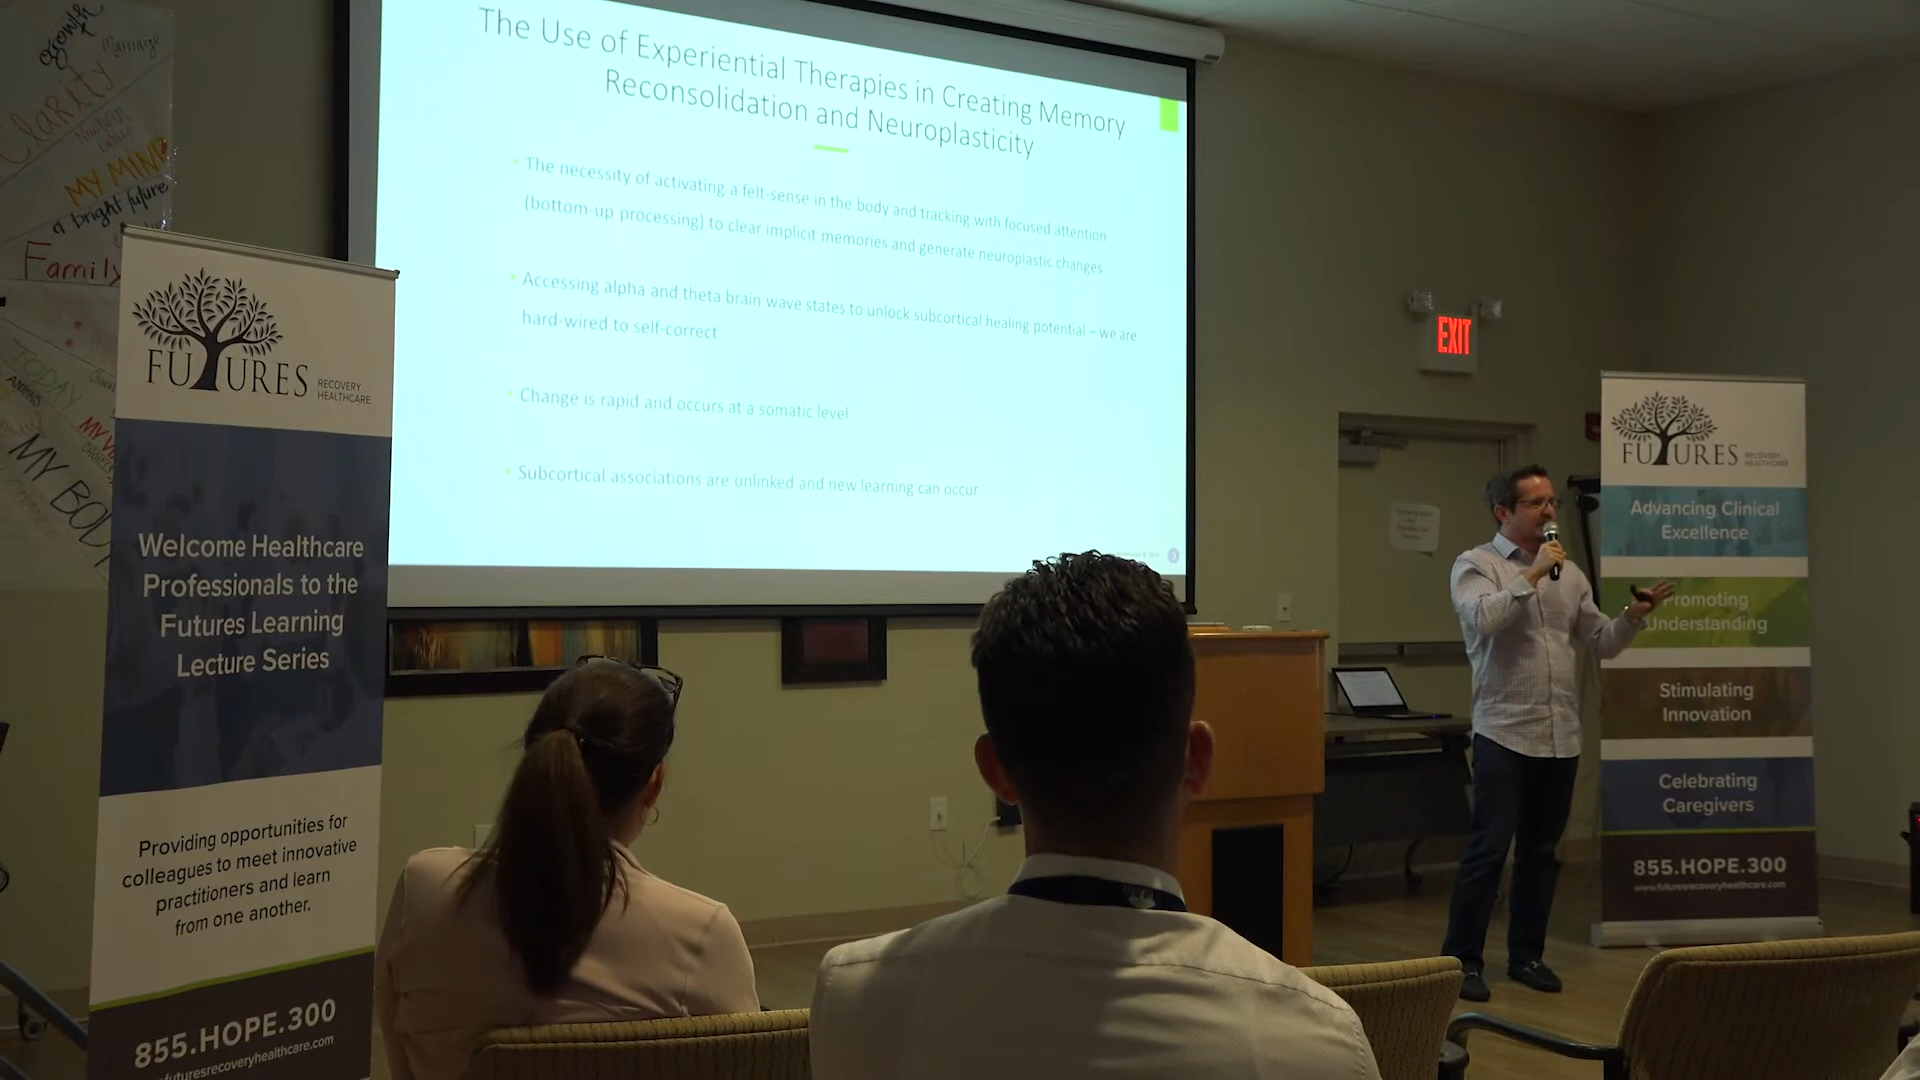 The Use of Experiential Therapies in Creating Memory
Reconsolidation and Neuroplasticity
The necessity of activating a felt-sense in the body and tracking with focused attention
(bottom-up processing) to clear implicit memories and generate neuroplastic changes
Accessing alpha and theta brain wave states to unlock subcortical healing potential – we are
hard-wired to self-correct
Change is rapid and occurs at a somatic level
Subcortical associations are unlinked and new learning can occur
growth
Marriage
Clarity
MY MIND
a bright future
Family
TODAY
MY BODY
FUTURES
RECOVERY
HEALTHCARE
Welcome Healthcare
Professionals to the
Futures Learning
Lecture Series
Providing opportunities for
colleagues to meet innovative
practitioners and learn
from one another.
855.HOPE.300
futuresrecoveryhealthcare.com
EXIT
FUTURES
RECOVERY
HEALTHCARE
Advancing Clinical
Excellence
Promoting
Understanding
Stimulating
Innovation
Celebrating
Caregivers
855.HOPE.300
www.futuresrecoveryhealthcare.com